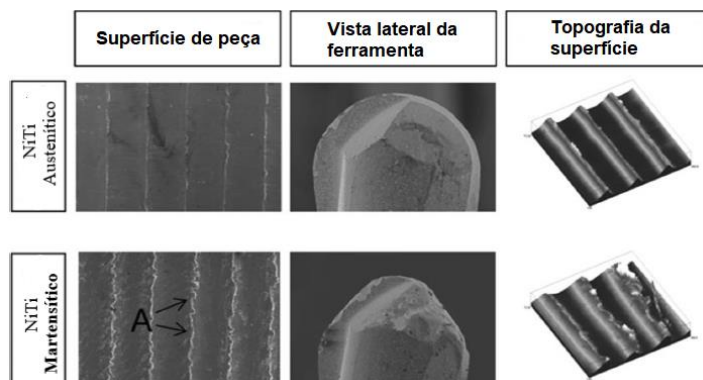 Superfície de peça
Vista lateral da
ferramenta
Topografia da
superfície
NiTi
Austenítico
NiTi
Martensítico
A